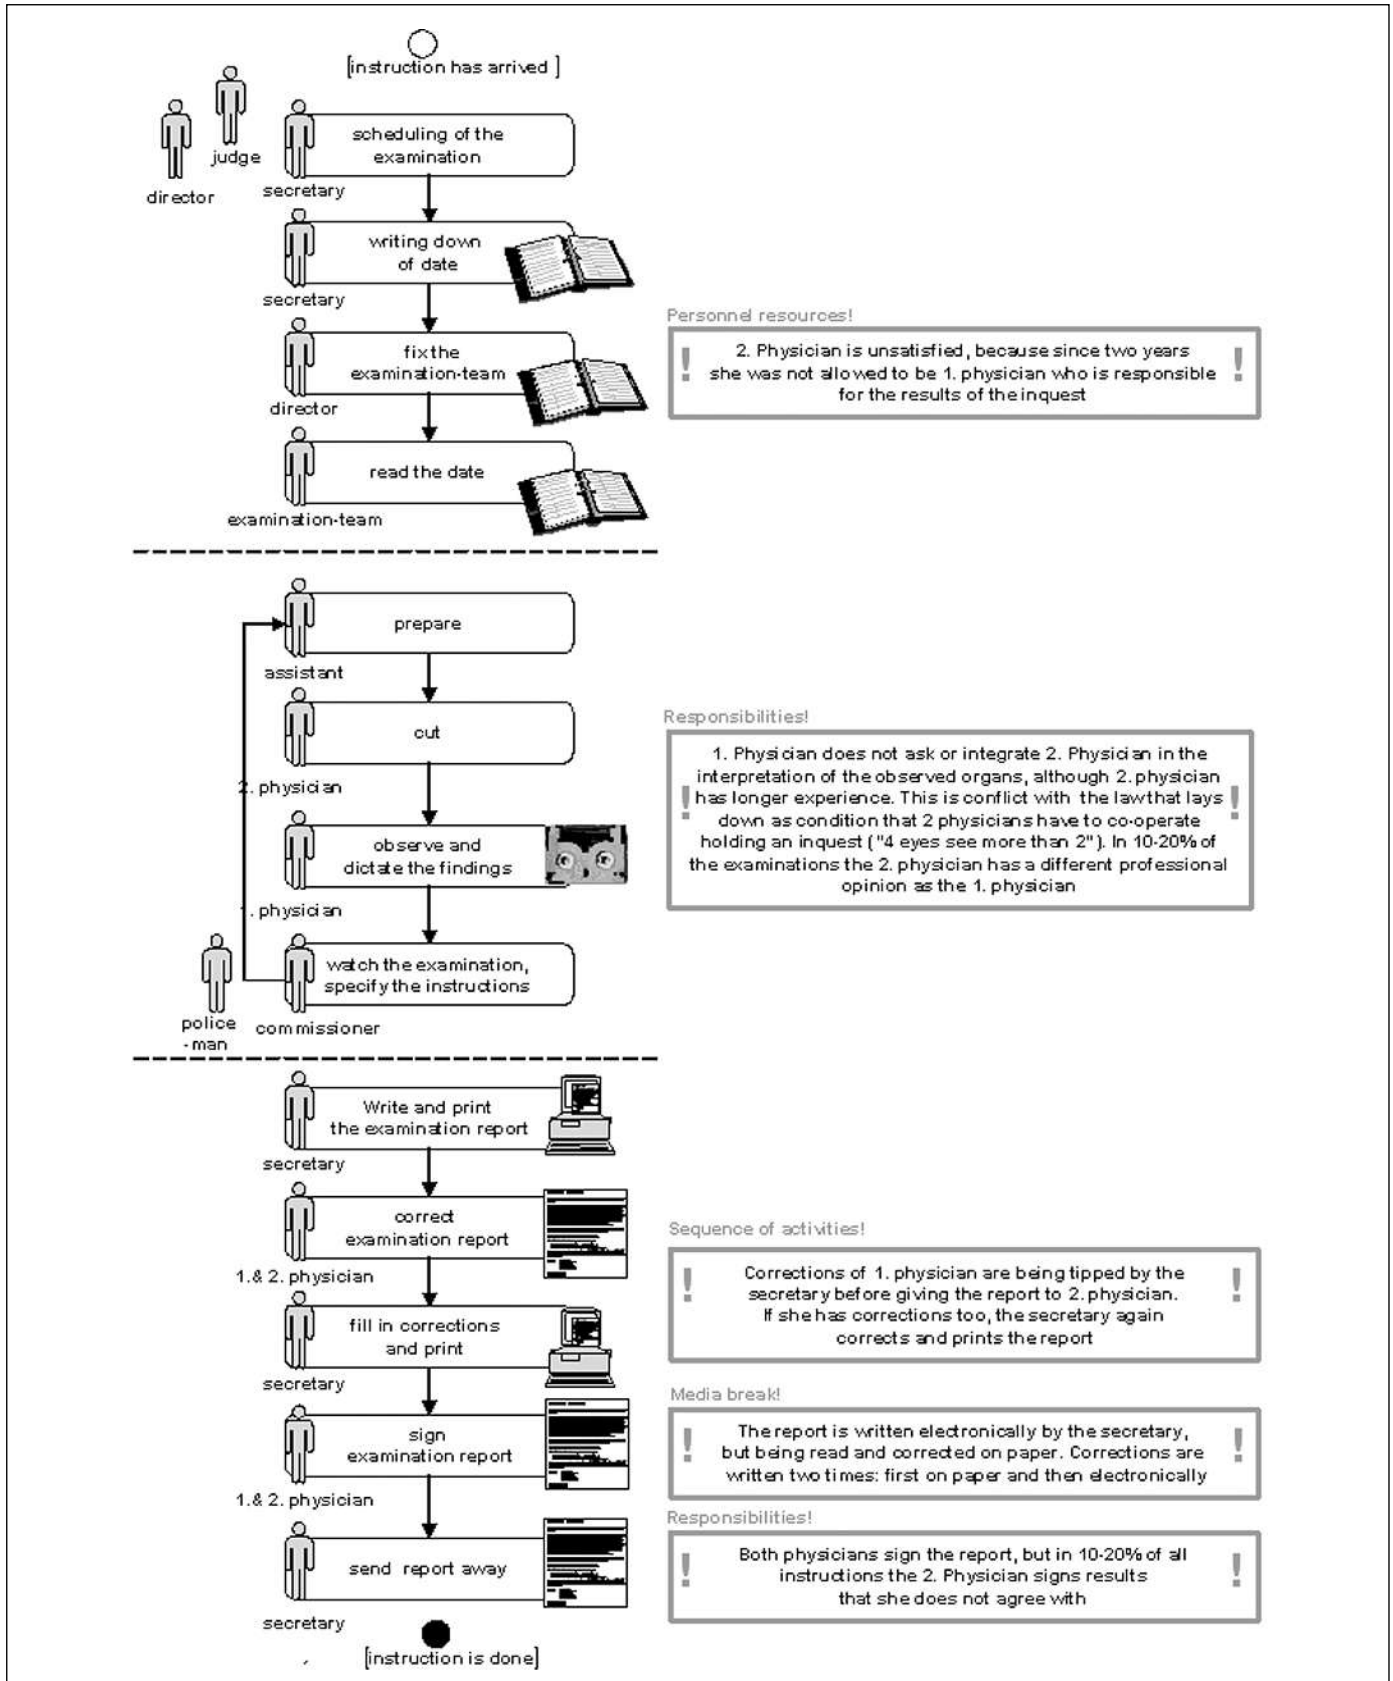 [instruction has arrived ]
judge
director
scheduling of the
examination
secretary
writing down
of date
secretary
fix the
examination-team
director
Personnel resources!
! 2. Physician is unsatisfied, because since two years !
she was not allowed to be 1. physician who is responsible
for the results of the inquest
read the date
examination-team
prepare
assistant
cut
2. physician
observe and
dictate the findings
1. physician
Responsibilities!
1. Physician does not ask or integrate 2. Physician in the
interpretation of the observed organs, although 2. physician
! has longer experience. This is conflict with the law that lays !
down as condition that 2 physicians have to co-operate
holding an inquest ("4 eyes see more than 2"). In 10-20% of
the examinations the 2. physician has a different professional
opinion as the 1. physician
watch the examination,
specify the instructions
police
-man
commissioner
Write and print
the examination report
secretary
correct
examination report
1.& 2. physician
Sequence of activities!
! Corrections of 1. physician are being tipped by the !
secretary before giving the report to 2. physician.
If she has corrections too, the secretary again
corrects and prints the report
fill in corrections
and print
secretary
Media break!
! The report is written electronically by the secretary, !
but being read and corrected on paper. Corrections are
written two times: first on paper and then electronically
sign
examination report
1.& 2. physician
Responsibilities!
! Both physicians sign the report, but in 10-20% of all !
instructions the 2. Physician signs results
that she does not agree with
send report away
secretary
[instruction is done]